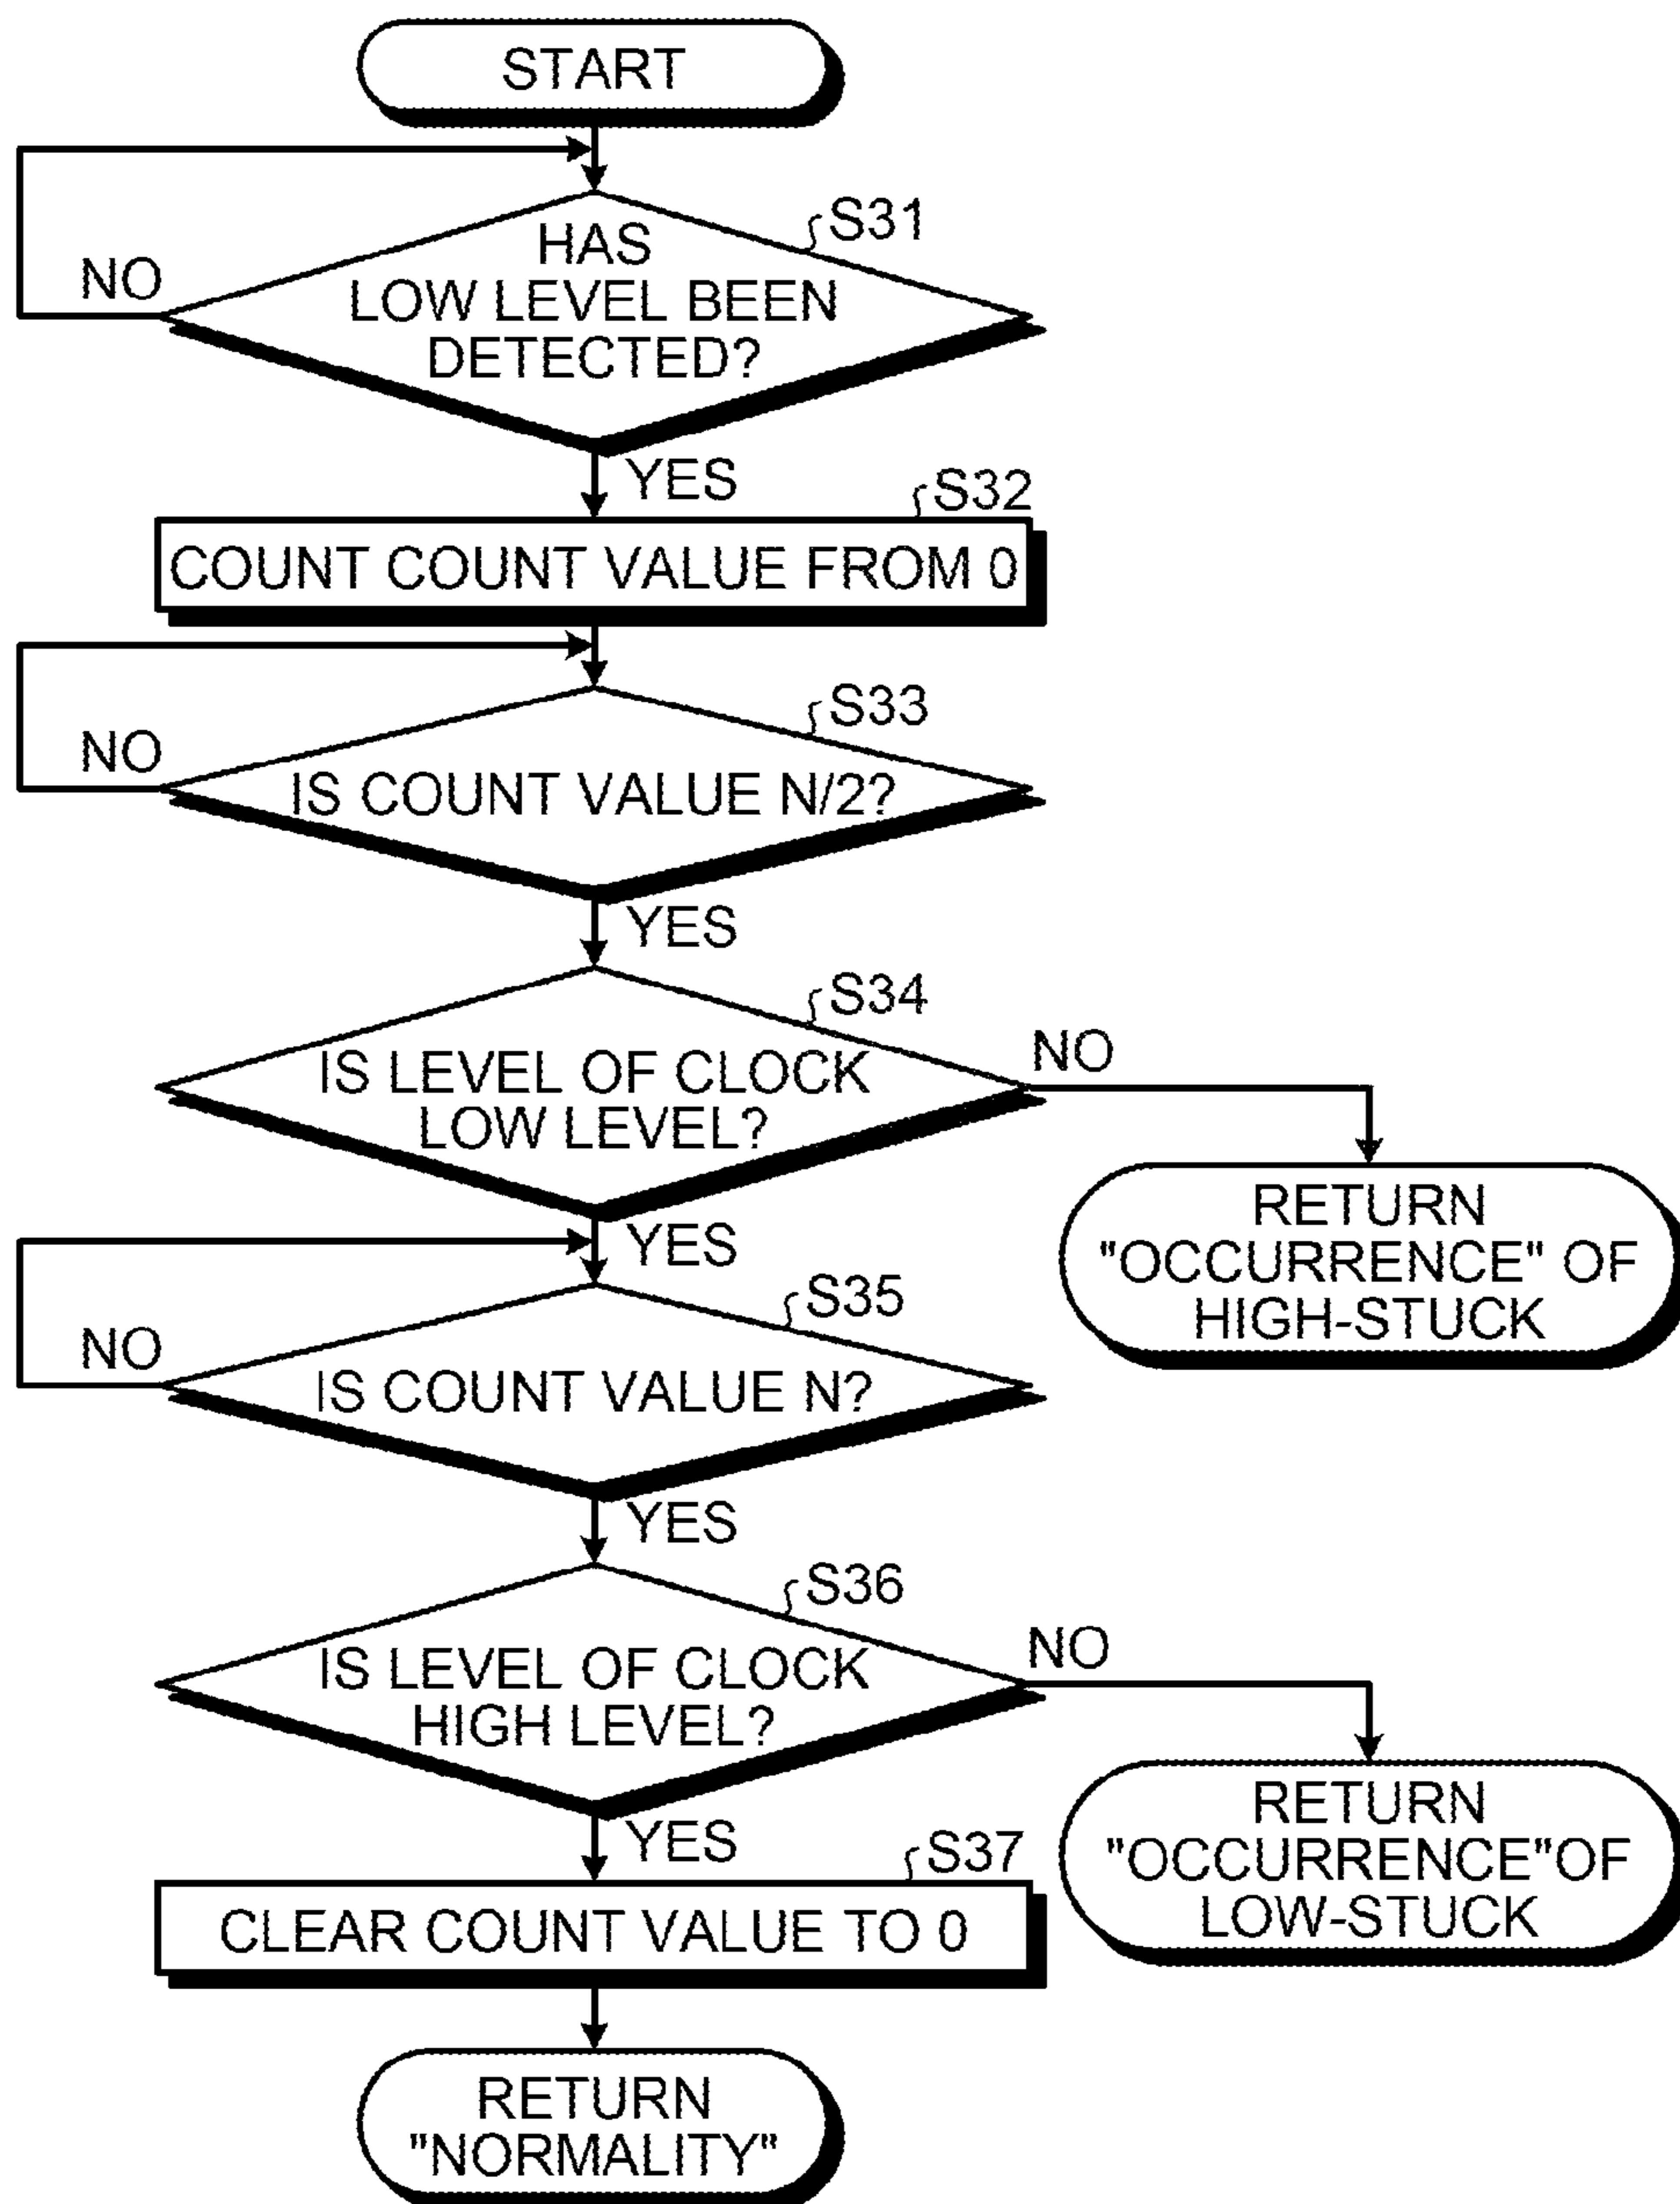 START
S31
HAS
LOW LEVEL BEEN
DETECTED?
NO
YES
S32
COUNT COUNT VALUE FROM 0
S33
NO
IS COUNT VALUE N/2?
YES
S34
IS LEVEL OF CLOCK
LOW LEVEL?
NO
RETURN
"OCCURRENCE" OF
HIGH-STUCK
YES
S35
NO
IS COUNT VALUE N?
YES
S36
IS LEVEL OF CLOCK
HIGH LEVEL?
NO
RETURN
"OCCURRENCE"OF
LOW-STUCK
YES
S37
CLEAR COUNT VALUE TO 0
RETURN
"NORMALITY"